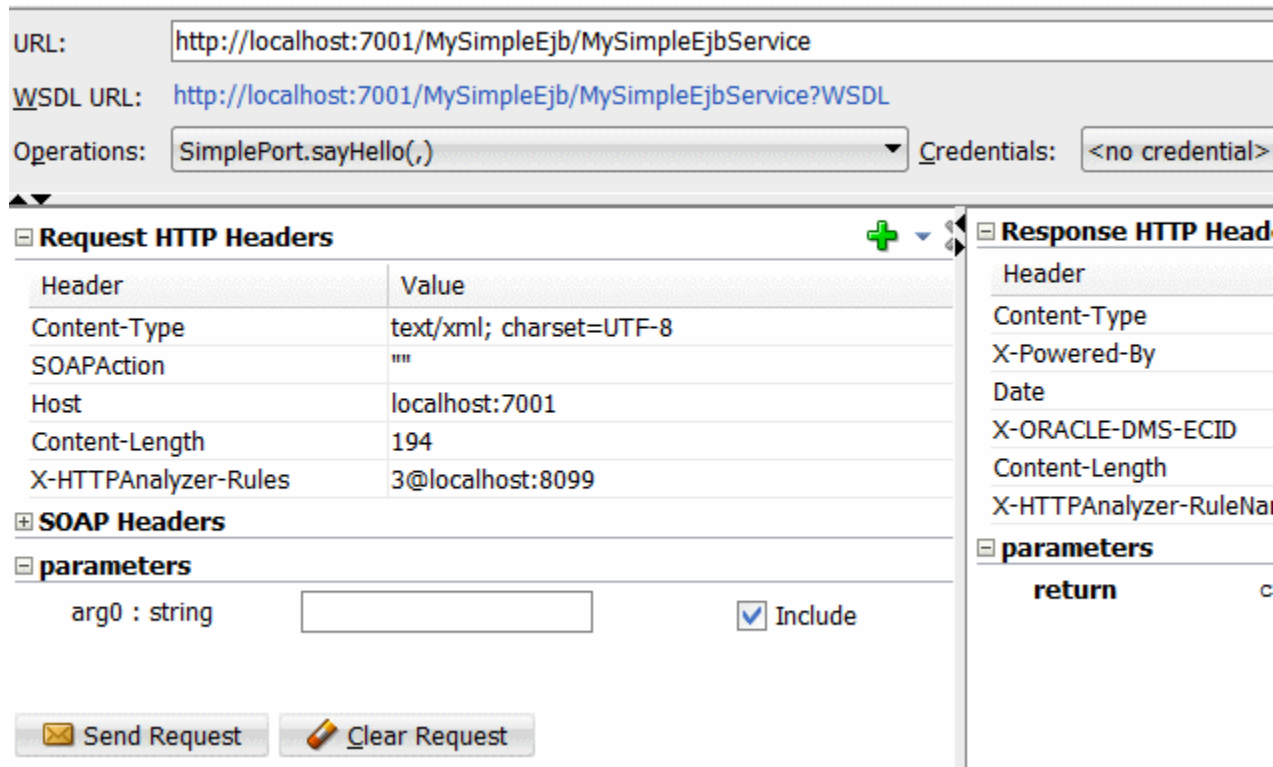 URL: http://localhost:7001/MySimpleEjb/MySimpleEjbService
WSDL URL: http://localhost:7001/MySimpleEjb/MySimpleEjbService?WSDL
Operations: SimplePort.sayHello(,) Credentials: <no credential>
Request HTTP Headers
Header Value
Content-Type text/xml; charset=UTF-8
SOAPAction ""
Host localhost:7001
Content-Length 194
X-HTTPAnalyzer-Rules 3@localhost:8099
SOAP Headers
parameters
arg0 : string Include
Send Request Clear Request
Response HTTP
Header
Content-Type
X-Powered-By
Date
X-ORACLE-DMS-ECID
Content-Length
parameters
return